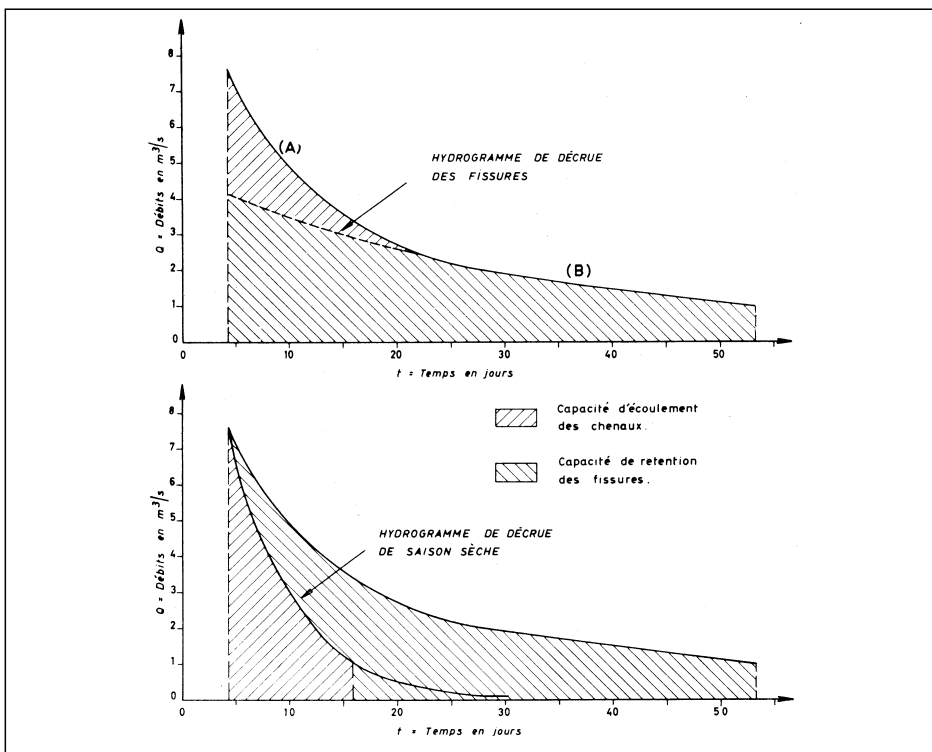 Q = Débits en m³/s
8
7
6
5
4
3
2
1
0
(A)
HYDROGRAMME DE DÉCRUE
DES FISSURES
(B)
0
10
20
30
40
50
t = Temps en jours
Q = Débits en m³/s
8
7
6
5
4
3
2
1
0
Capacité d'écoulement
des chenaux.
Capacité de retention
des fissures.
HYDROGRAMME DE DÉCRUE
DE SAISON SÈCHE
0
10
20
30
40
50
t = Temps en jours